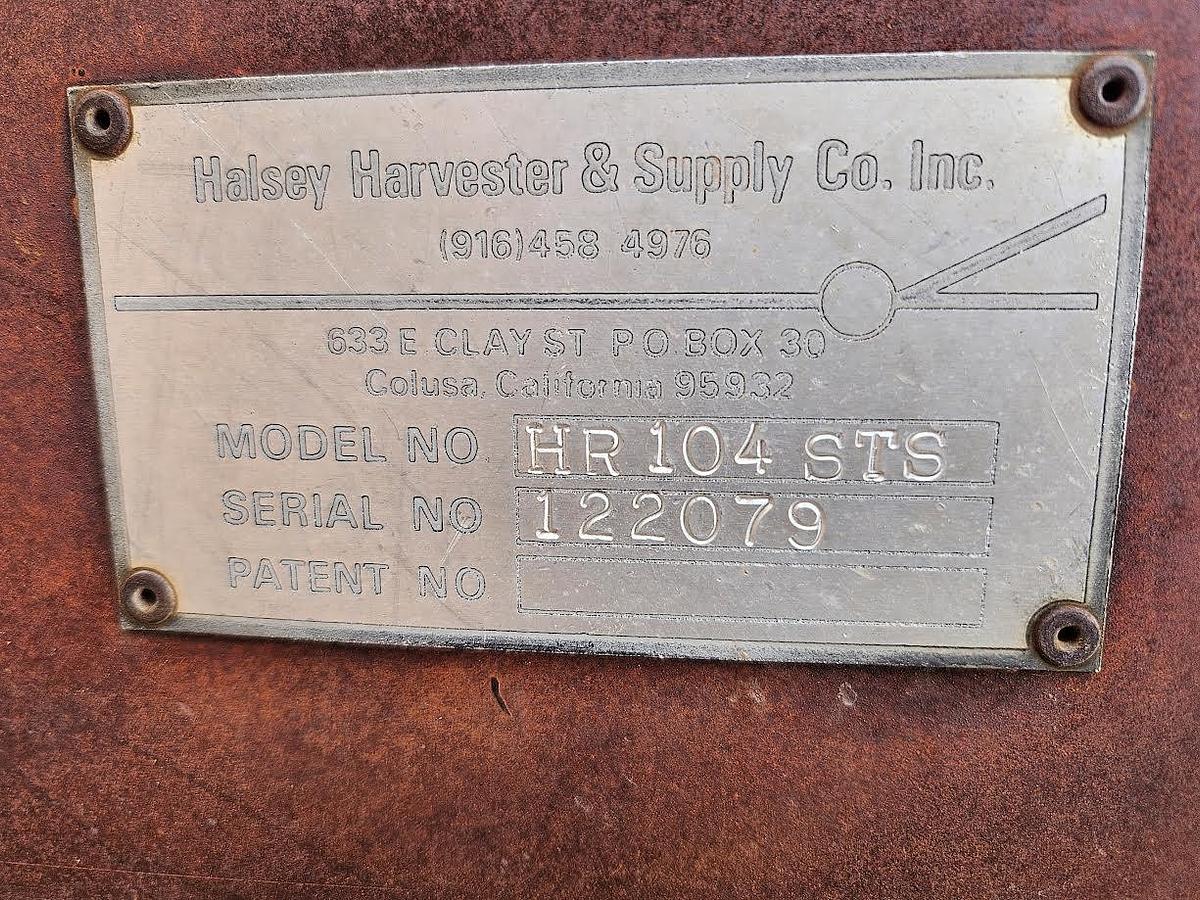 Halsey Harvester & Supply Co. Inc.
(916)458 4976
633 E. CLAY ST P.O. BOX 30
Colusa, California 95932
MODEL NO. HR 104 STS
SERIAL NO 122079
PATENT NO